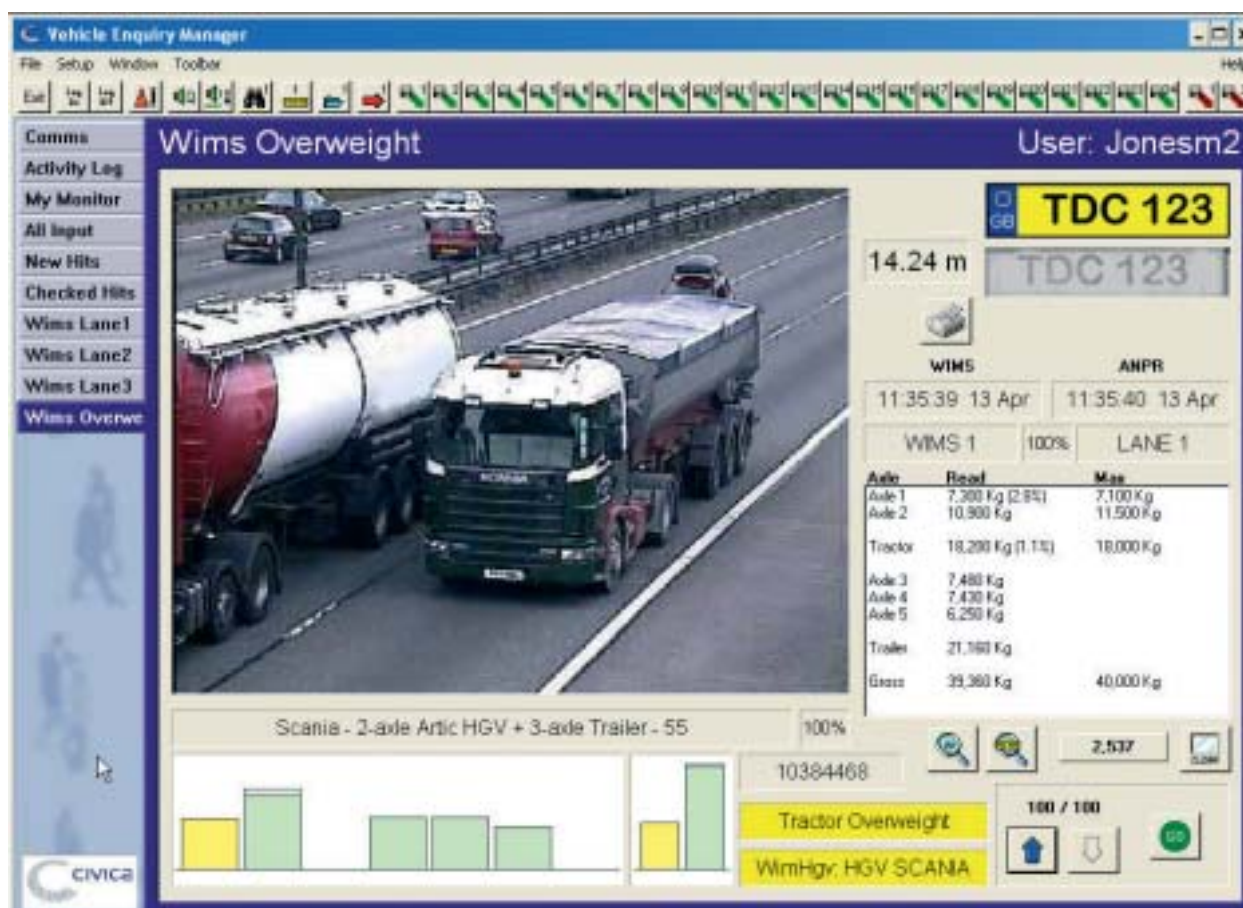 Vehicle Enquiry Manager
File Setup Window Toolbar Help
Exit
Comms
Activity Log
My Monitor
All Input
New Hits
Checked Hits
Wims Lane1
Wims Lane2
Wims Lane3
Wims Overwe
Wims Overweight
User: Jonesm2
GB TDC 123
14.24 m
TDC 123
WIMS ANPR
11:35:39 13 Apr 11:35:40 13 Apr
WIMS 1 100% LANE 1
Axle Read Max
Axle 1 7,300 Kg (2.8%) 7,100 Kg
Axle 2 10,900 Kg 11,500 Kg
Tractor 18,200 Kg (1.1%) 18,000 Kg
Axle 3 7,480 Kg
Axle 4 7,430 Kg
Axle 5 6,250 Kg
Trailer 21,160 Kg
Gross 39,360 Kg 40,000 Kg
SCANIA
Scania - 2-axle Artic HGV + 3-axle Trailer - 55 100%
2,537
10384468
Tractor Overweight
WimHgv: HGV SCANIA
100 / 100
CIVICA